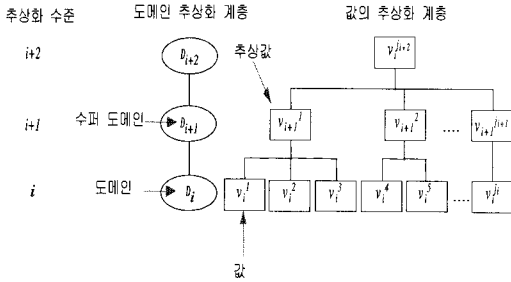 추상화 수준 도메인 추상화 계층 값의 추상화 계층
i+2 D_{i+2} v_i^{j_{i+2}}
추상값
i+1 수퍼 도메인 D_{i+1} v_{i+1}^1 v_{i+1}^2 .... v_{i+1}^{j_{i+1}}
i 도메인 D_i v_i^1 v_i^2 v_i^3 v_i^4 v_i^5 .... v_i^{j_i}
값